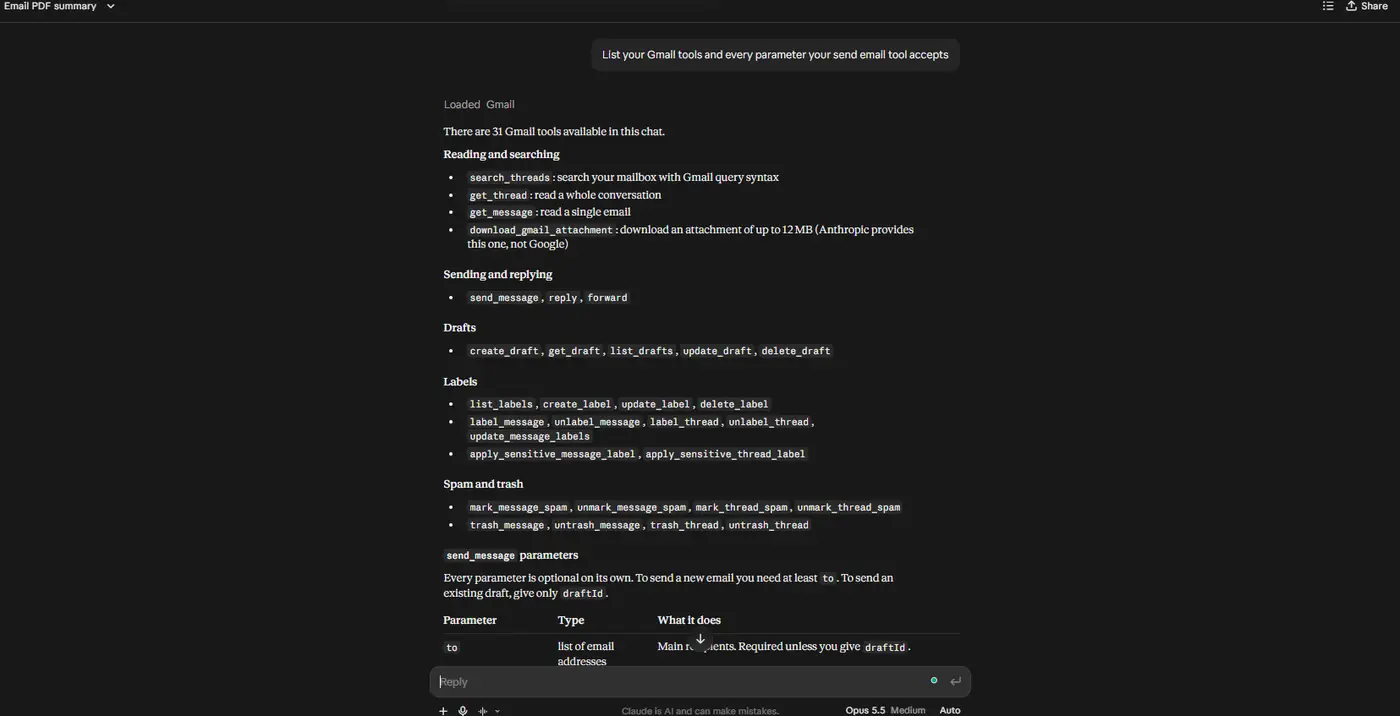 Email PDF summary
Share
List your Gmail tools and every parameter your send email tool accepts
Loaded Gmail
There are 31 Gmail tools available in this chat.
Reading and searching
search_threads: search your mailbox with Gmail query syntax
get_thread: read a whole conversation
get_message: read a single email
download_gmail_attachment: download an attachment of up to 12 MB (Anthropic provides
this one, not Google)
Sending and replying
send_message, reply, forward
Drafts
create_draft, get_draft, list_drafts, update_draft, delete_draft
Labels
list_labels, create_label, update_label, delete_label
label_message, unlabel_message, label_thread, unlabel_thread,
update_message_labels
apply_sensitive_message_label, apply_sensitive_thread_label
Spam and trash
mark_message_spam, unmark_message_spam, mark_thread_spam, unmark_thread_spam
trash_message, untrash_message, trash_thread, untrash_thread
send_message parameters
Every parameter is optional on its own. To send a new email you need at least to. To send an
existing draft, give only draftId.
Parameter Type What it does
to list of email Main unless you give draftId. Required
addresses
Reply
Claude is AI and can make mistakes.
Opus 5.5 Medium Auto